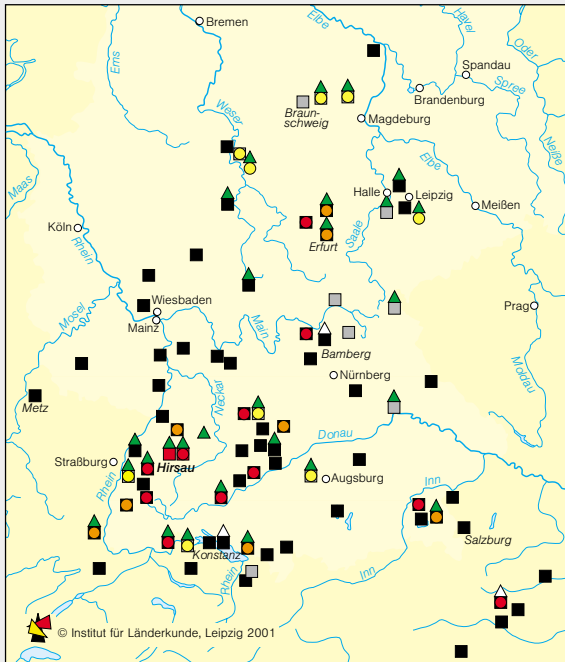 Bremen
Elbe
Havel
Oder
Ems
Spandau
Spree
Brandenburg
Weser
Braun-
schweig
Magdeburg
Neiße
Elbe
Maas
Halle
Leipzig
Meißen
Köln
Rhein
Erfurt
Saale
Wiesbaden
Mosel
Mainz
Main
Prag
Bamberg
Moldau
Nürnberg
Metz
Neckar
Donau
Straßburg
Hirsau
Augsburg
Rhein
Inn
Salzburg
Konstanz
Rhein
Inn
© Institut für Länderkunde, Leipzig 2001